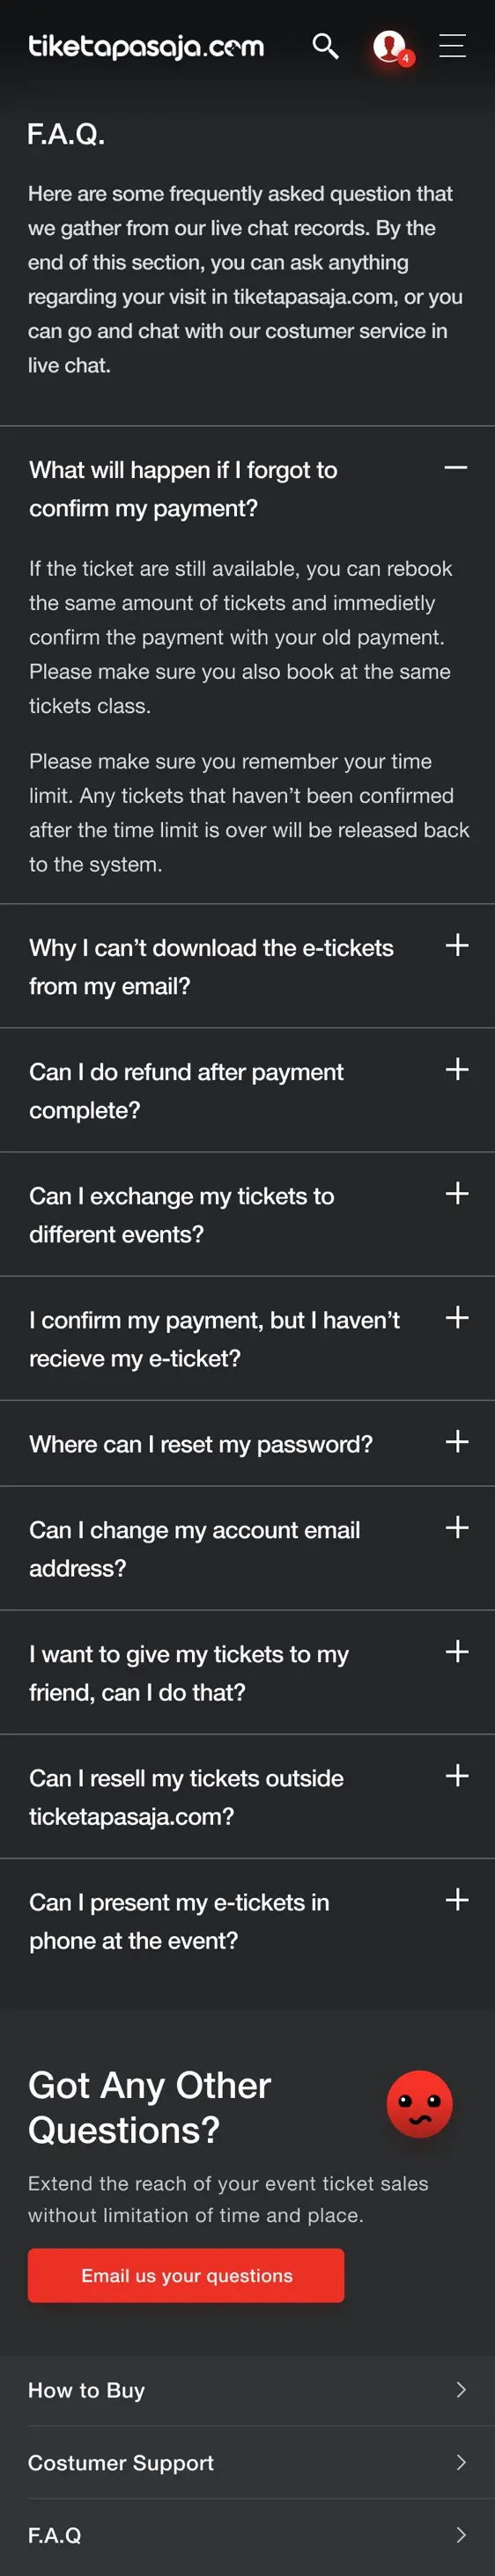 tiketapasaja.com
4
F.A.Q.
Here are some frequently asked question that
we gather from our live chat records. By the
end of this section, you can ask anything
regarding your visit in tiketapasaja.com, or you
can go and chat with our costumer service in
live chat.
What will happen if I forgot to
confirm my payment?
If the ticket are still available, you can rebook
the same amount of tickets and immedietly
confirm the payment with your old payment.
Please make sure you also book at the same
tickets class.
Please make sure you remember your time
limit. Any tickets that haven’t been confirmed
after the time limit is over will be released back
to the system.
Why I can’t download the e-tickets
from my email?
Can I do refund after payment
complete?
Can I exchange my tickets to
different events?
I confirm my payment, but I haven’t
recieve my e-ticket?
Where can I reset my password?
Can I change my account email
address?
I want to give my tickets to my
friend, can I do that?
Can I resell my tickets outside
ticketapasaja.com?
Can I present my e-tickets in
phone at the event?
Got Any Other
Questions?
Extend the reach of your event ticket sales
without limitation of time and place.
Email us your questions
How to Buy
Costumer Support
F.A.Q